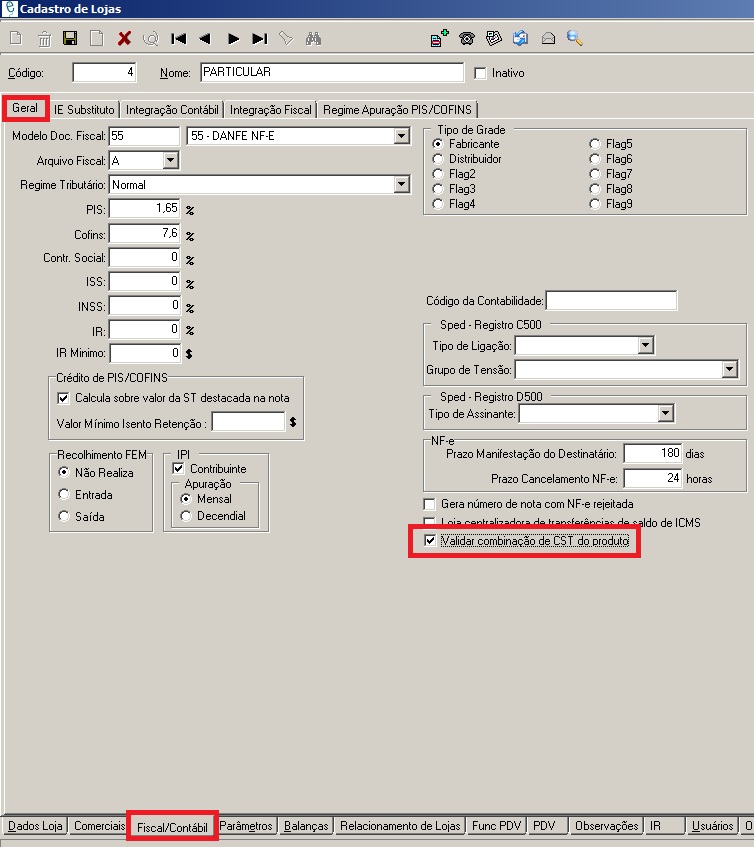 Cadastro de Lojas
Código: 4 Nome: PARTICULAR Inativo
Geral IE Substituto Integração Contábil Integração Fiscal Regime Apuração PIS/COFINS
Modelo Doc. Fiscal: 55 55 - DANFE NF-E
Arquivo Fiscal: A
Regime Tributário: Normal
PIS: 1,65 %
Cofins: 7,6 %
Contr. Social: 0 %
ISS: 0 %
INSS: 0 %
IR: 0 %
IR Minimo: 0 $
Crédito de PIS/COFINS
Calcula sobre valor da ST destacada na nota
Valor Mínimo Isento Retenção : $
Recolhimento FEM
Não Realiza
Entrada
Saída
IPI
Contribuinte
Apuração
Mensal
Decendial
Tipo de Grade
Fabricante Flag5
Distribuidor Flag6
Flag2 Flag7
Flag3 Flag8
Flag4 Flag9
Código da Contabilidade:
Sped - Registro C500
Tipo de Ligação:
Grupo de Tensão:
Sped - Registro D500
Tipo de Assinante:
NF-e
Prazo Manifestação do Destinatário: 180 dias
Prazo Cancelamento NF-e: 24 horas
Gera número de nota com NF-e rejeitada
Loja centralizadora de transferências de saldo de ICMS
Validar combinação de CST do produto
Dados Loja Comerciais Fiscal/Contábil Parâmetros Balanças Relacionamento de Lojas Func PDV PDV Observações IR Usuários O